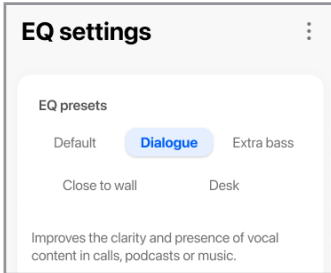 EQ settings
EQ presets
Default Dialogue Extra bass
Close to wall Desk
Improves the clarity and presence of vocal
content in calls, podcasts or music.